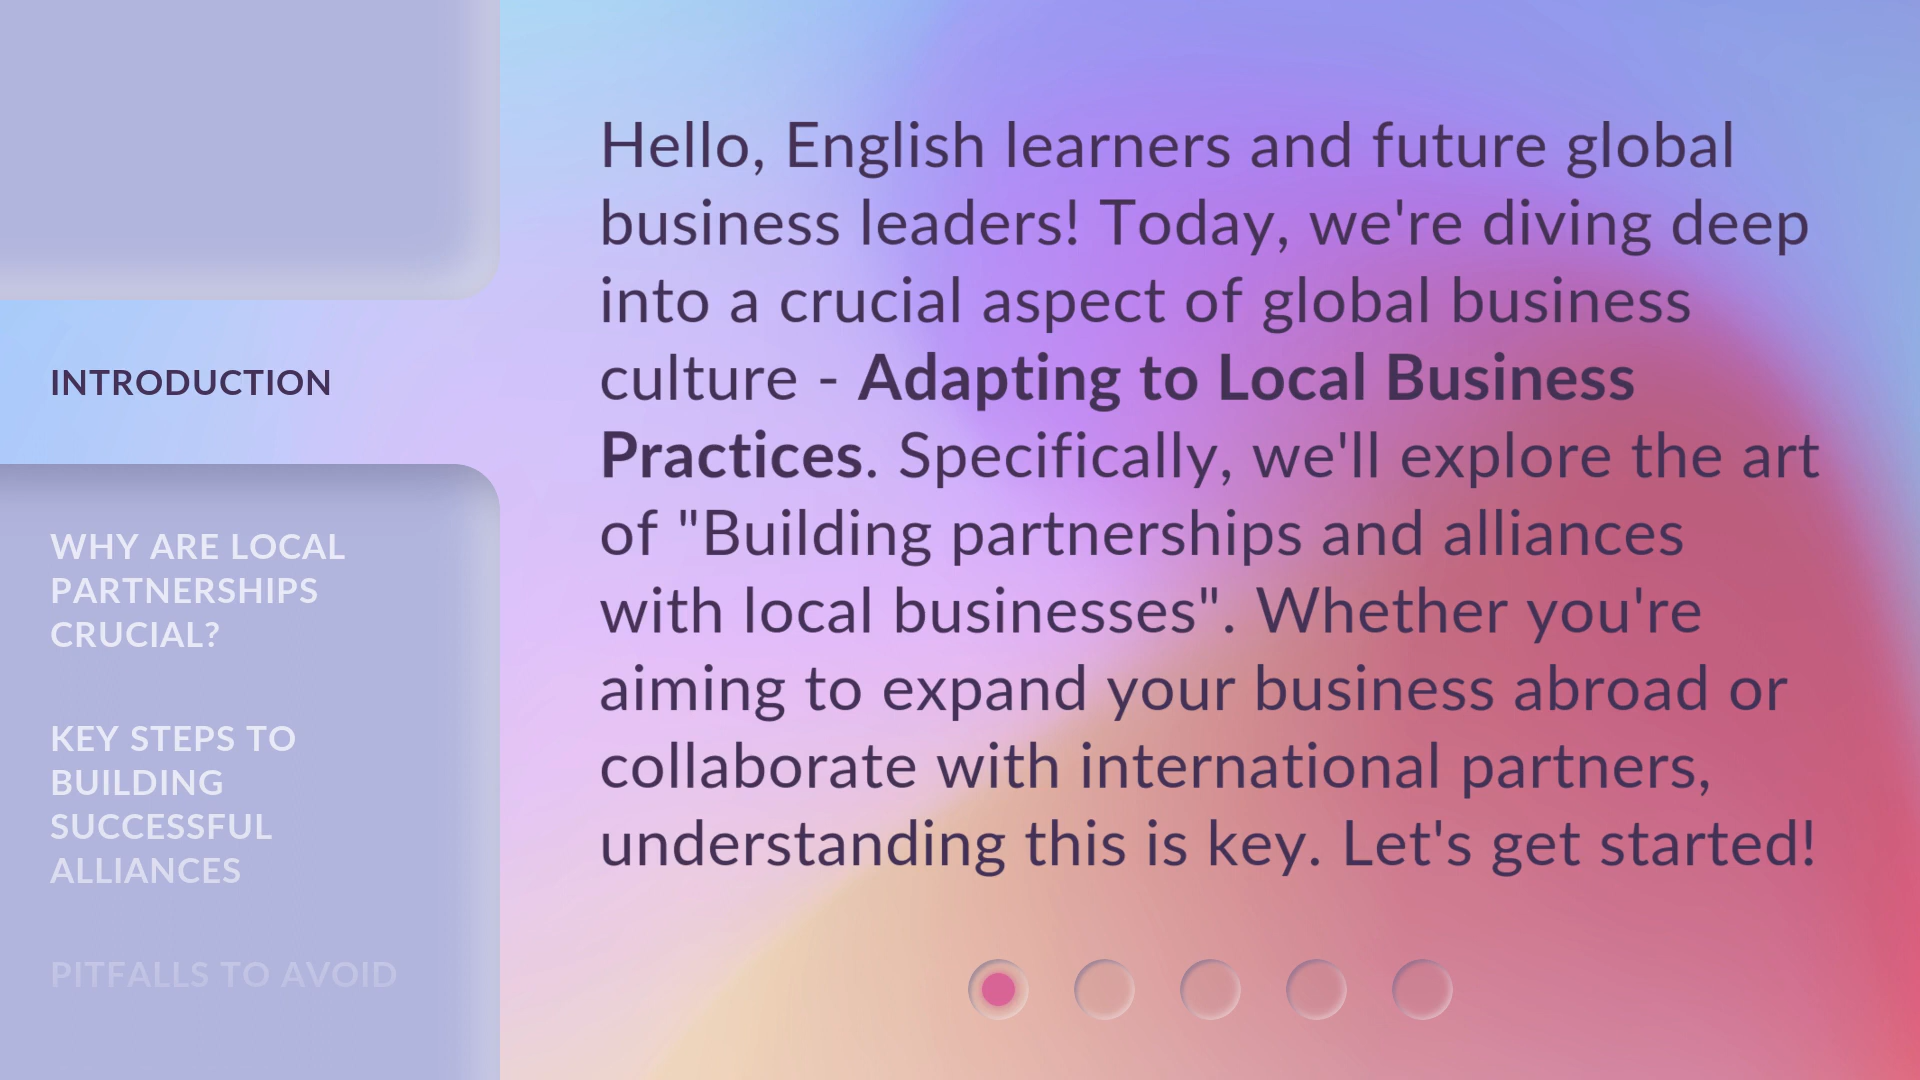 INTRODUCTION
WHY ARE LOCAL
PARTNERSHIPS
CRUCIAL?
KEY STEPS TO
BUILDING
SUCCESSFUL
ALLIANCES
PITFALLS TO AVOID
Hello, English learners and future global
business leaders! Today, we're diving deep
into a crucial aspect of global business
culture - Adapting to Local Business
Practices. Specifically, we'll explore the art
of "Building partnerships and alliances
with local businesses". Whether you're
aiming to expand your business abroad or
collaborate with international partners,
understanding this is key. Let's get started!